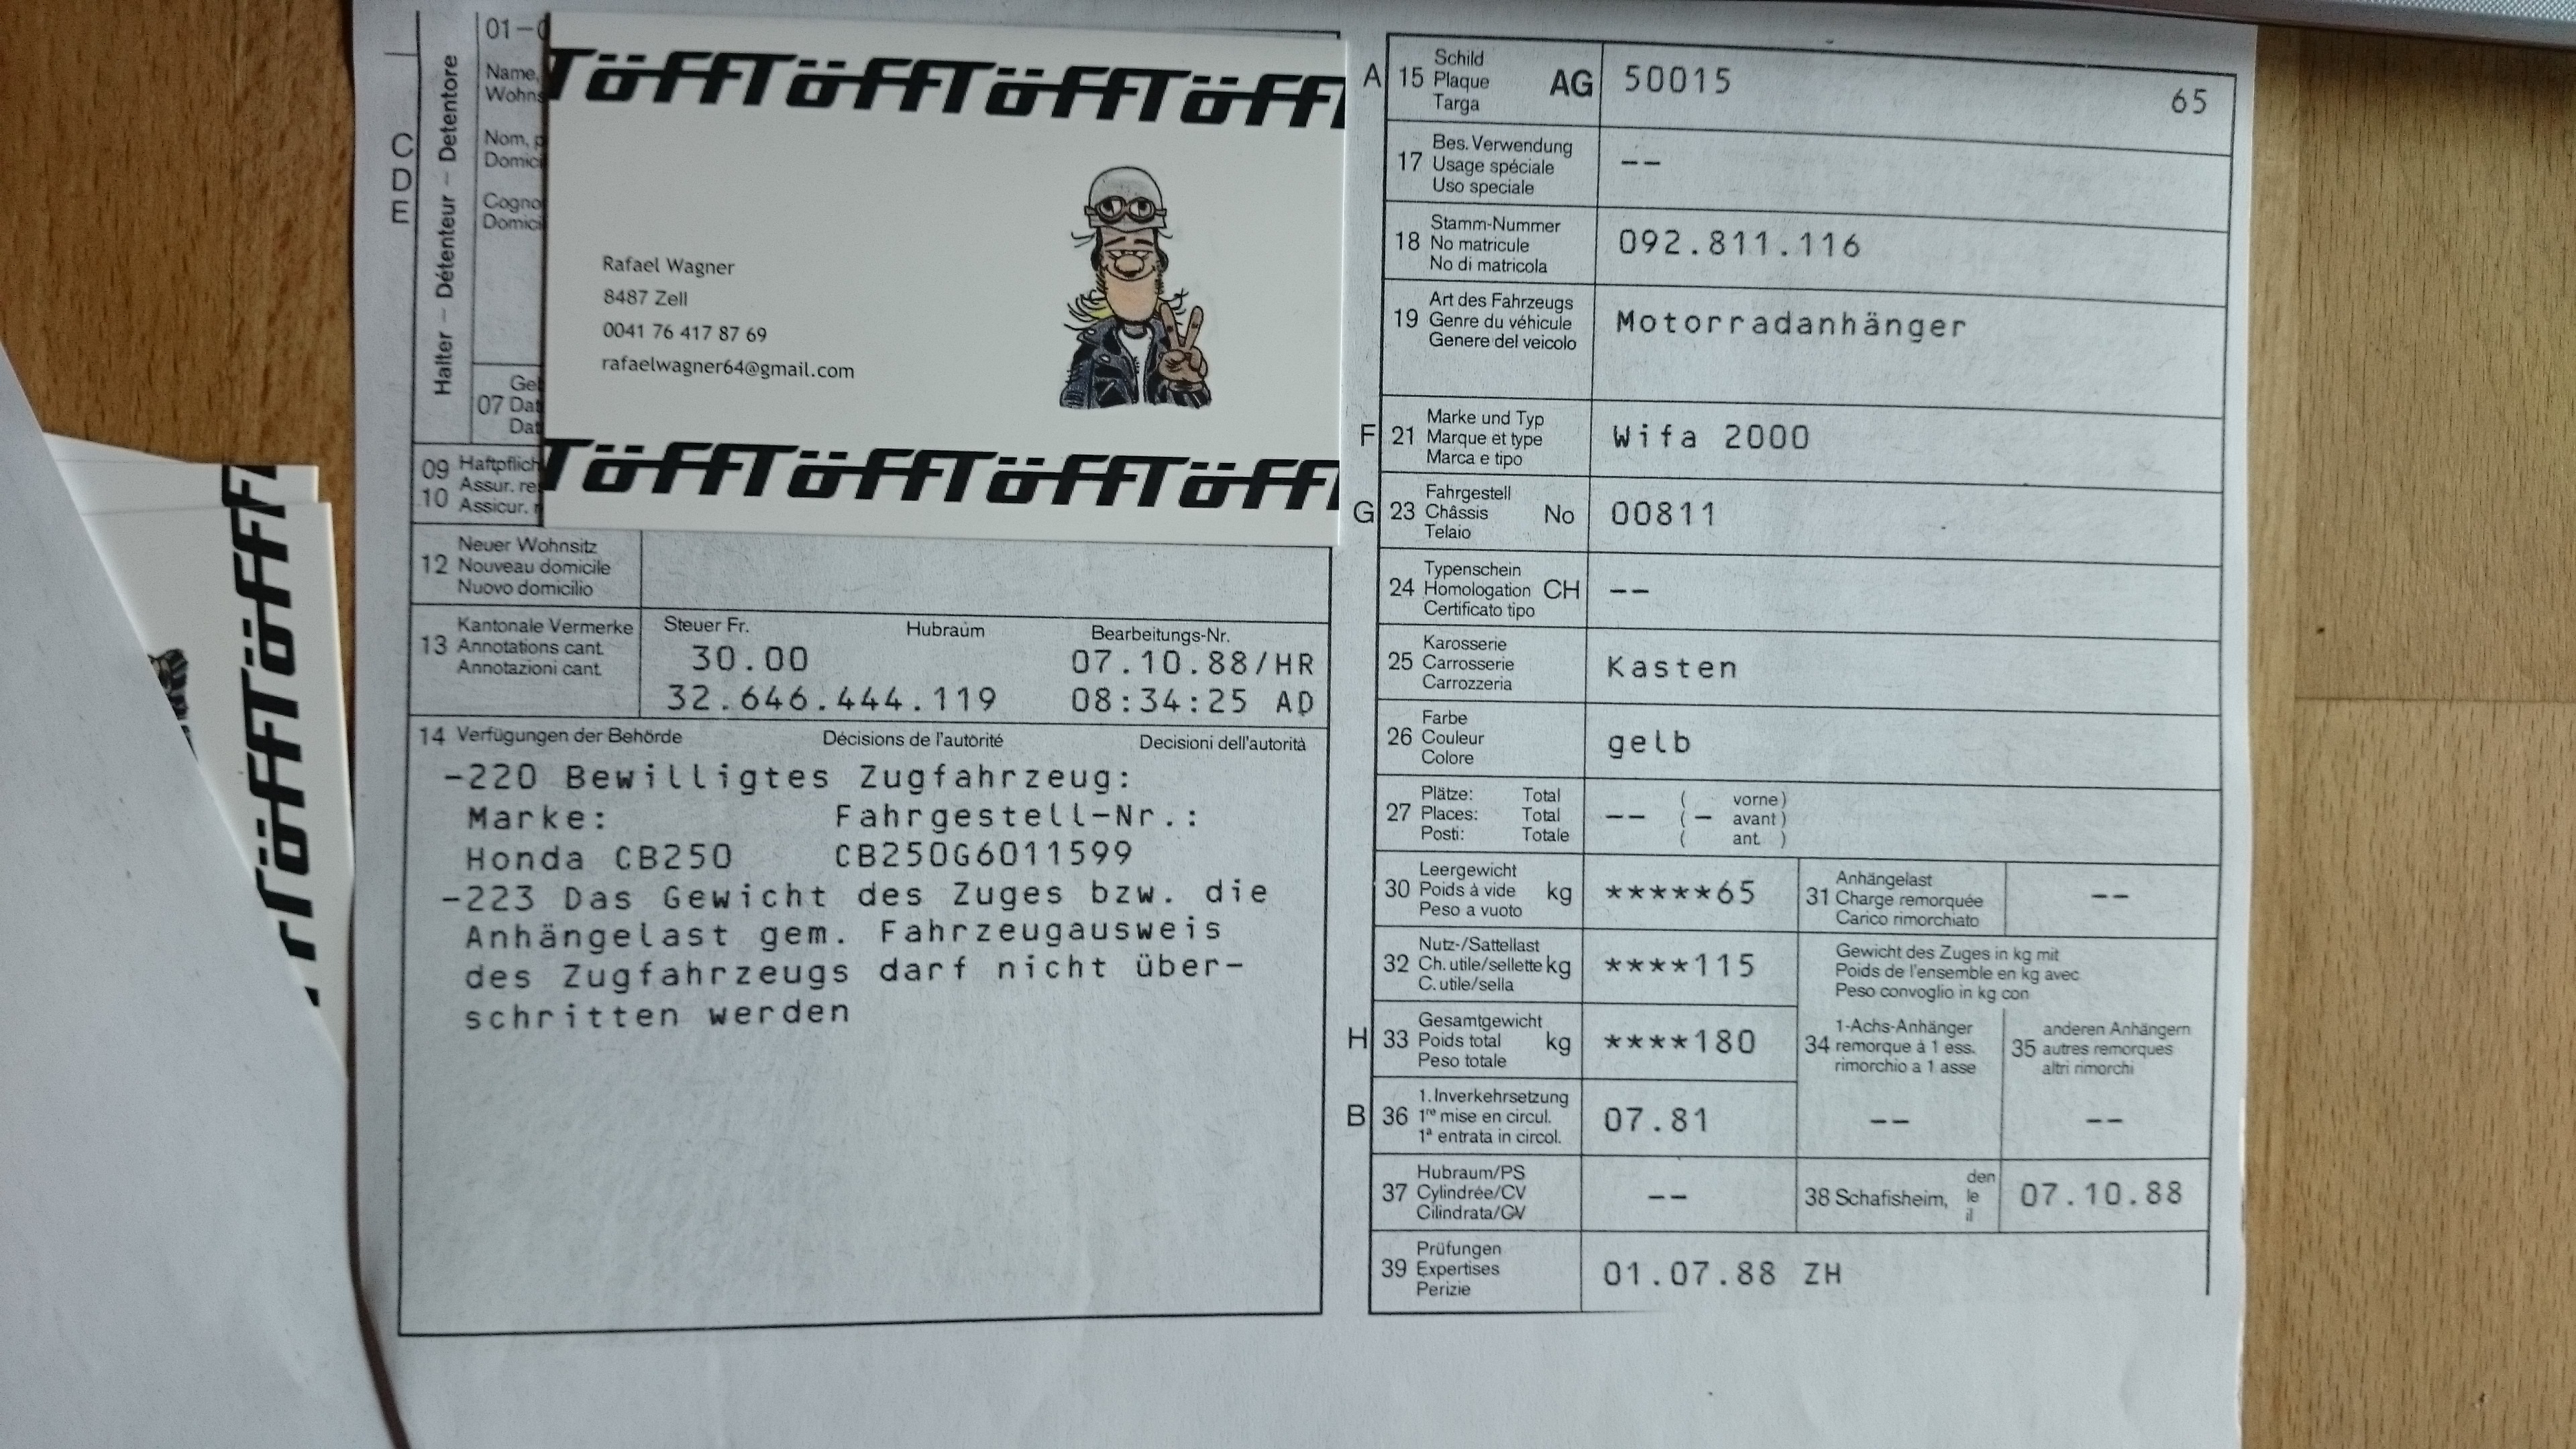 C
D
E
Halter – Détenteur – Detentore
01–0
Name,
Wohns
Nom, p
Domici
Cogno
Domici
07 Ge
Dat
Dat
TöffTöffTöffTöff
Rafael Wagner
8487 Zell
0041 76 417 87 69
rafaelwagner64@gmail.com
TöffTöffTöffTöff
09 Haftpflich
Assur. re
10 Assicur. r
12 Neuer Wohnsitz
Nouveau domicile
Nuovo domicilio
13 Kantonale Vermerke
Annotations cant.
Annotazioni cant.
Steuer Fr. Hubraum Bearbeitungs-Nr.
30.00 07.10.88/HR
32.646.444.119 08:34:25 AD
14 Verfügungen der Behörde Décisions de l'autorité Decisioni dell'autorità
-220 Bewilligtes Zugfahrzeug:
Marke: Fahrgestell-Nr.:
Honda CB250 CB250G6011599
-223 Das Gewicht des Zuges bzw. die
Anhängelast gem. Fahrzeugausweis
des Zugfahrzeugs darf nicht über-
schritten werden
A 15 Schild
Plaque
Targa
AG 50015 65
17 Bes. Verwendung
Usage spéciale
Uso speciale
--
18 Stamm-Nummer
No matricule
No di matricola
092.811.116
19 Art des Fahrzeugs
Genre du véhicule
Genere del veicolo
Motorradanhänger
F 21 Marke und Typ
Marque et type
Marca e tipo
Wifa 2000
G 23 Fahrgestell
Châssis No
Telaio
00811
24 Typenschein
Homologation CH
Certificato tipo
--
25 Karosserie
Carrosserie
Carrozzeria
Kasten
26 Farbe
Couleur
Colore
gelb
27 Plätze: Total
Places: Total
Posti: Totale
-- ( vorne)
( – avant )
( ant. )
30 Leergewicht
Poids à vide kg
Peso a vuoto
*****65
31 Anhängelast
Charge remorquée
Carico rimorchiato
--
32 Nutz-/Sattellast
Ch. utile/sellette kg
C. utile/sella
****115
Gewicht des Zuges in kg mit
Poids de l'ensemble en kg avec
Peso convoglio in kg con
H 33 Gesamtgewicht
Poids total kg
Peso totale
****180
34 1-Achs-Anhänger
remorque à 1 ess.
rimorchio a 1 asse
--
35 anderen Anhängern
autres remorques
altri rimorchi
--
B 36 1. Inverkehrsetzung
1re mise en circul.
1a entrata in circol.
07.81
37 Hubraum/PS
Cylindrée/CV
Cilindrata/CV
--
38 Schafisheim, den
le
il
07.10.88
39 Prüfungen
Expertises
Perizie
01.07.88 ZH
TöffTöff